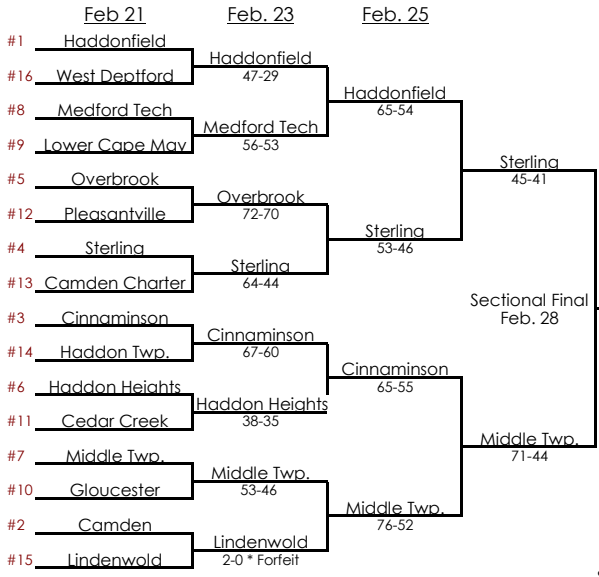 Feb 21
Feb. 23
Feb. 25
#1 Haddonfield
#16 West Deptford
#8 Medford Tech
#9 Lower Cape May
#5 Overbrook
#12 Pleasantville
#4 Sterling
#13 Camden Charter
#3 Cinnaminson
#14 Haddon Twp.
#6 Haddon Heights
#11 Cedar Creek
#7 Middle Twp.
#10 Gloucester
#2 Camden
#15 Lindenwold
Haddonfield
47-29
Medford Tech
56-53
Overbrook
72-70
Sterling
64-44
Cinnaminson
67-60
Haddon Heights
38-35
Middle Twp.
53-46
Lindenwold
2-0 * Forfeit
Haddonfield
65-54
Sterling
53-46
Cinnaminson
65-55
Middle Twp.
76-52
Sterling
45-41
Sectional Final
Feb. 28
Middle Twp.
71-44